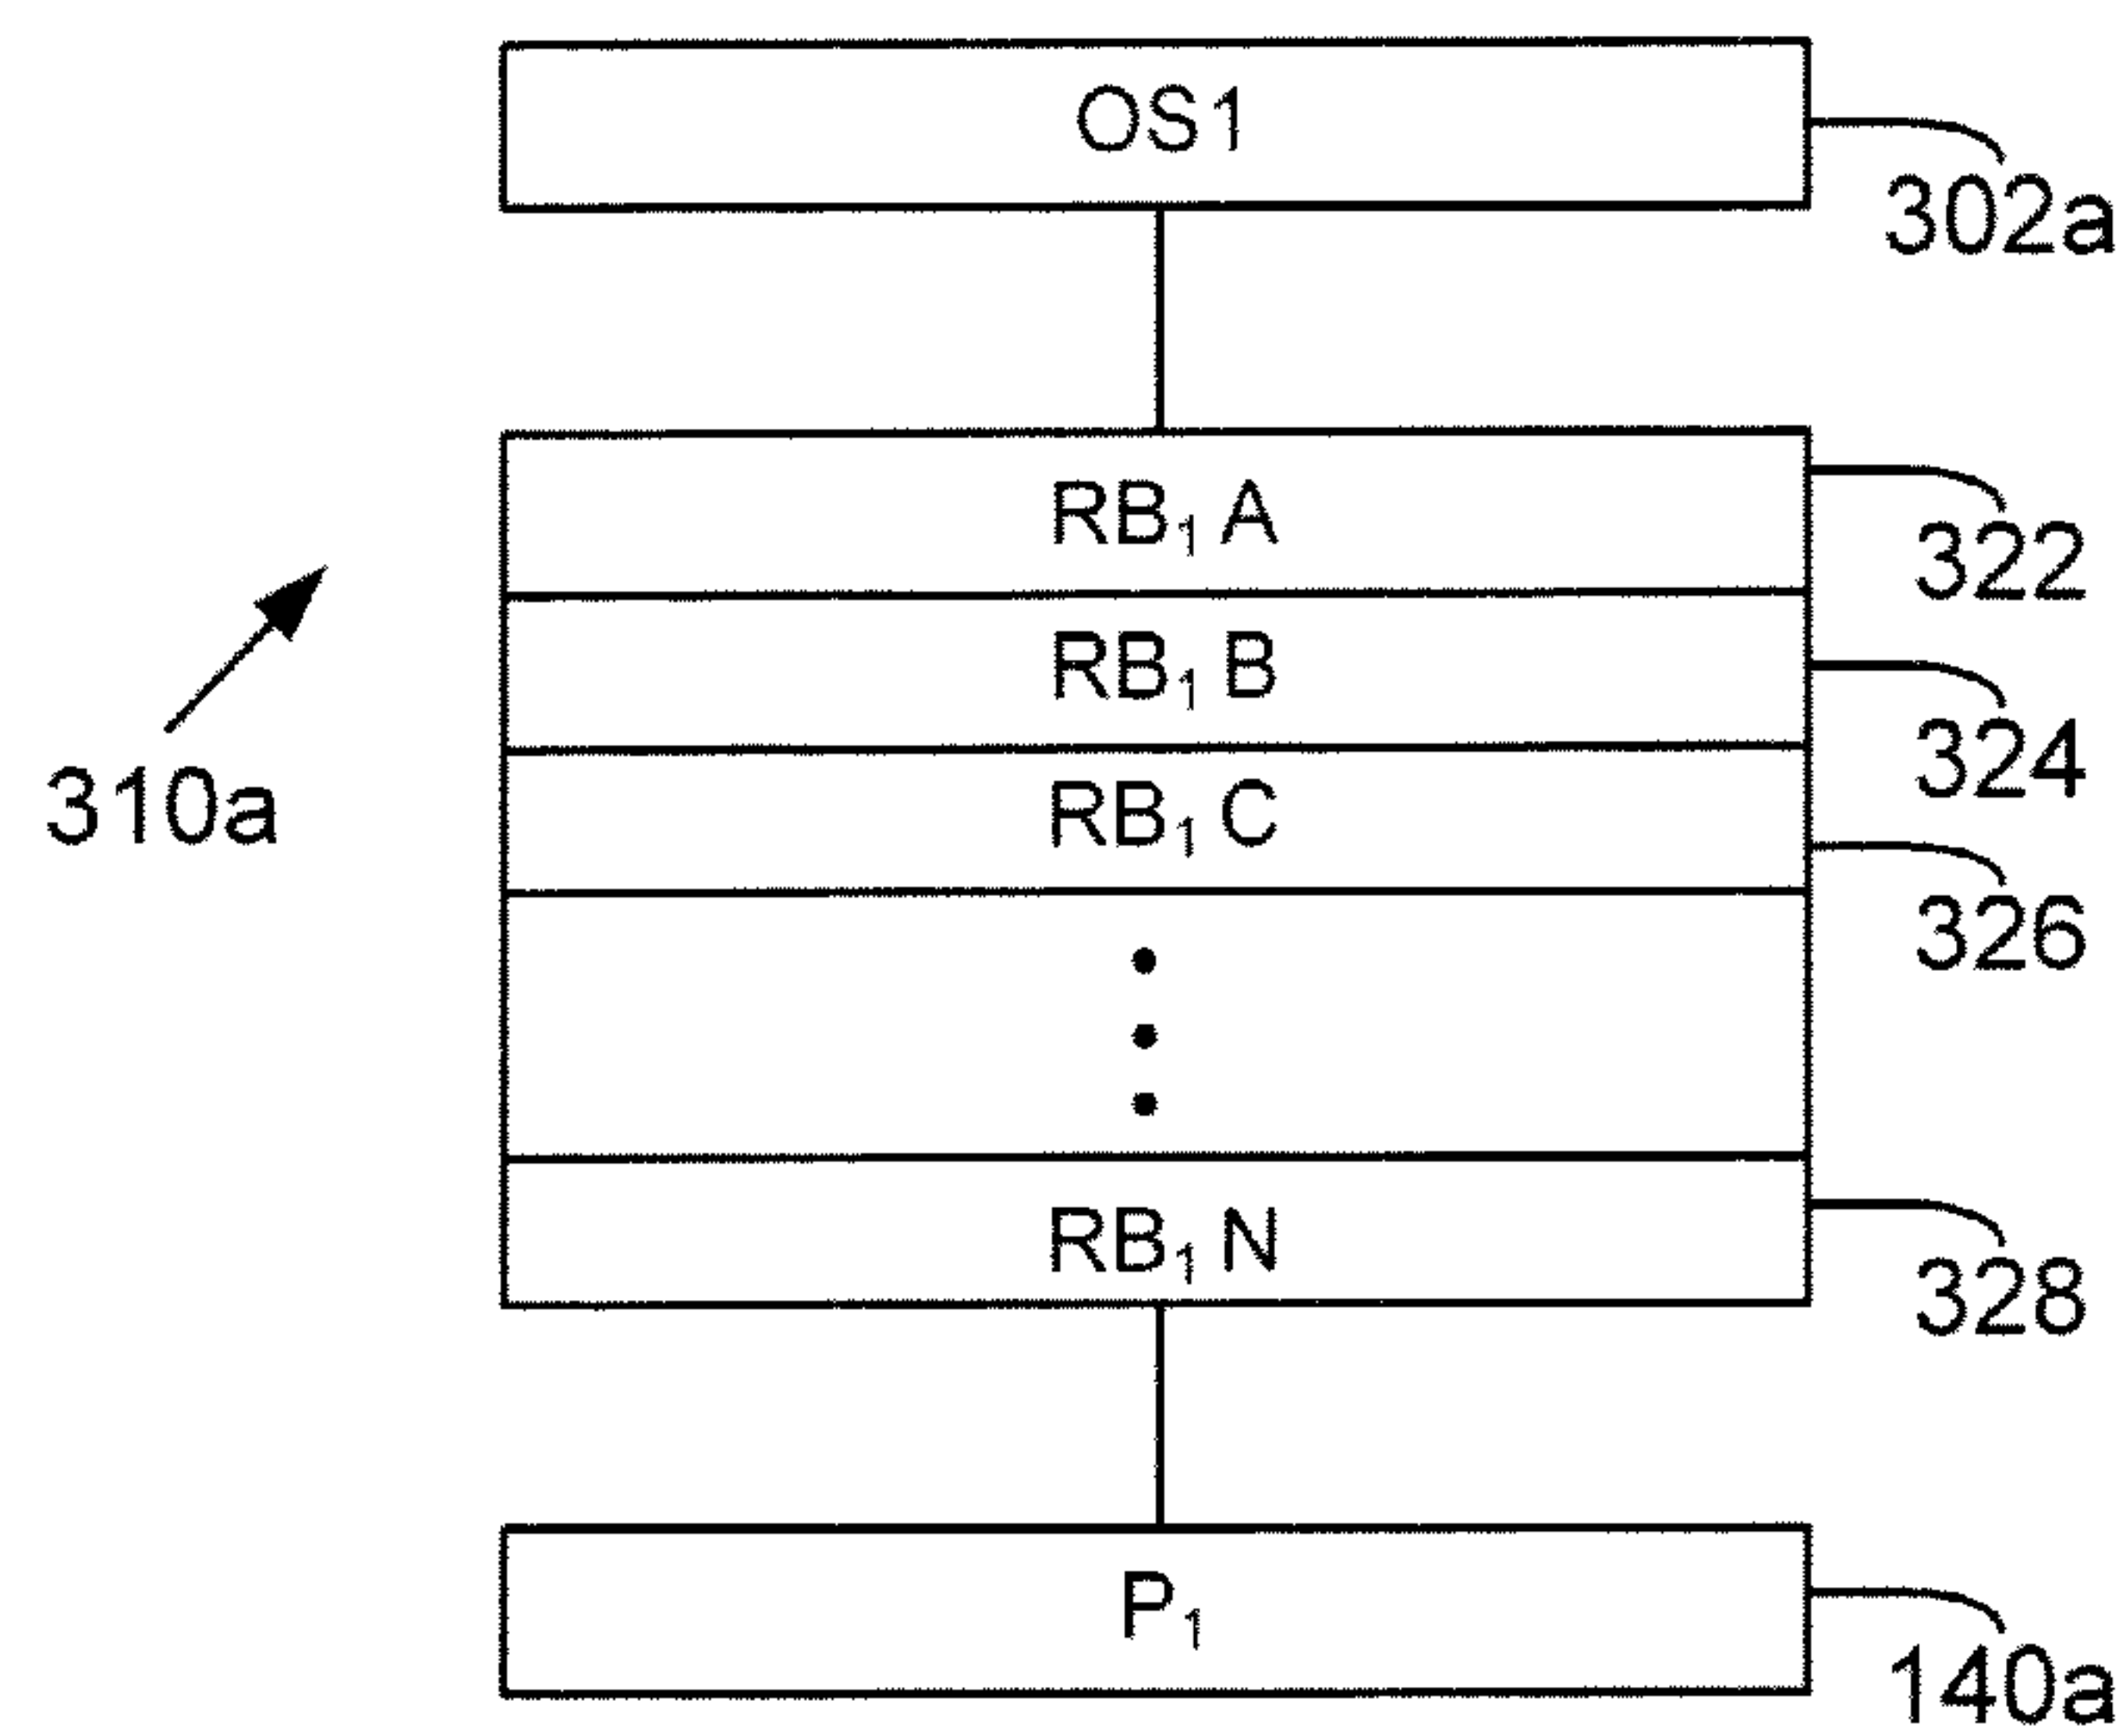 OS1
302a
RB₁ A
322
RB₁ B
324
310a
RB₁ C
326
RB₁ N
328
P₁
140a